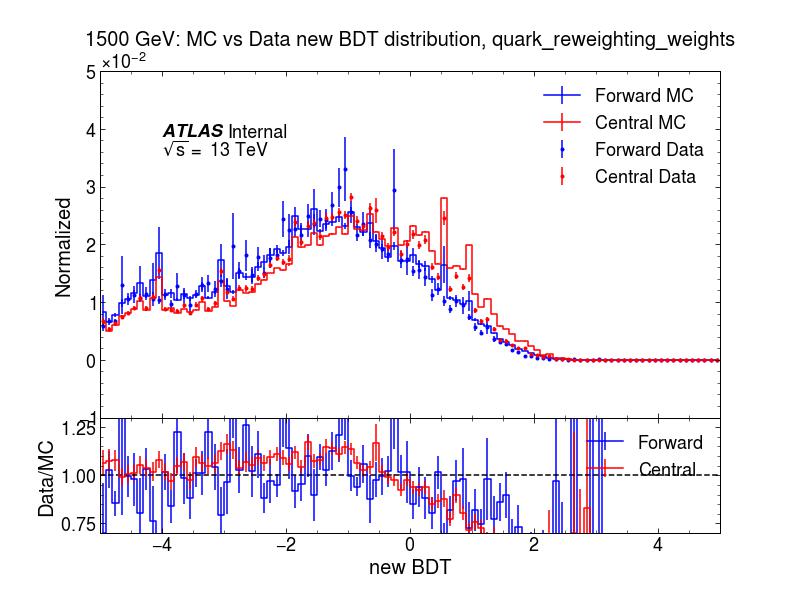 1500 GeV: MC vs Data new BDT distribution, quark_reweighting_weights
×10⁻²
5
4
3
2
1
0
−1
Normalized
ATLAS Internal
√s = 13 TeV
Forward MC
Central MC
Forward Data
Central Data
1.25
1.00
0.75
Data/MC
Forward
Central
−4 −2 0 2 4
new BDT